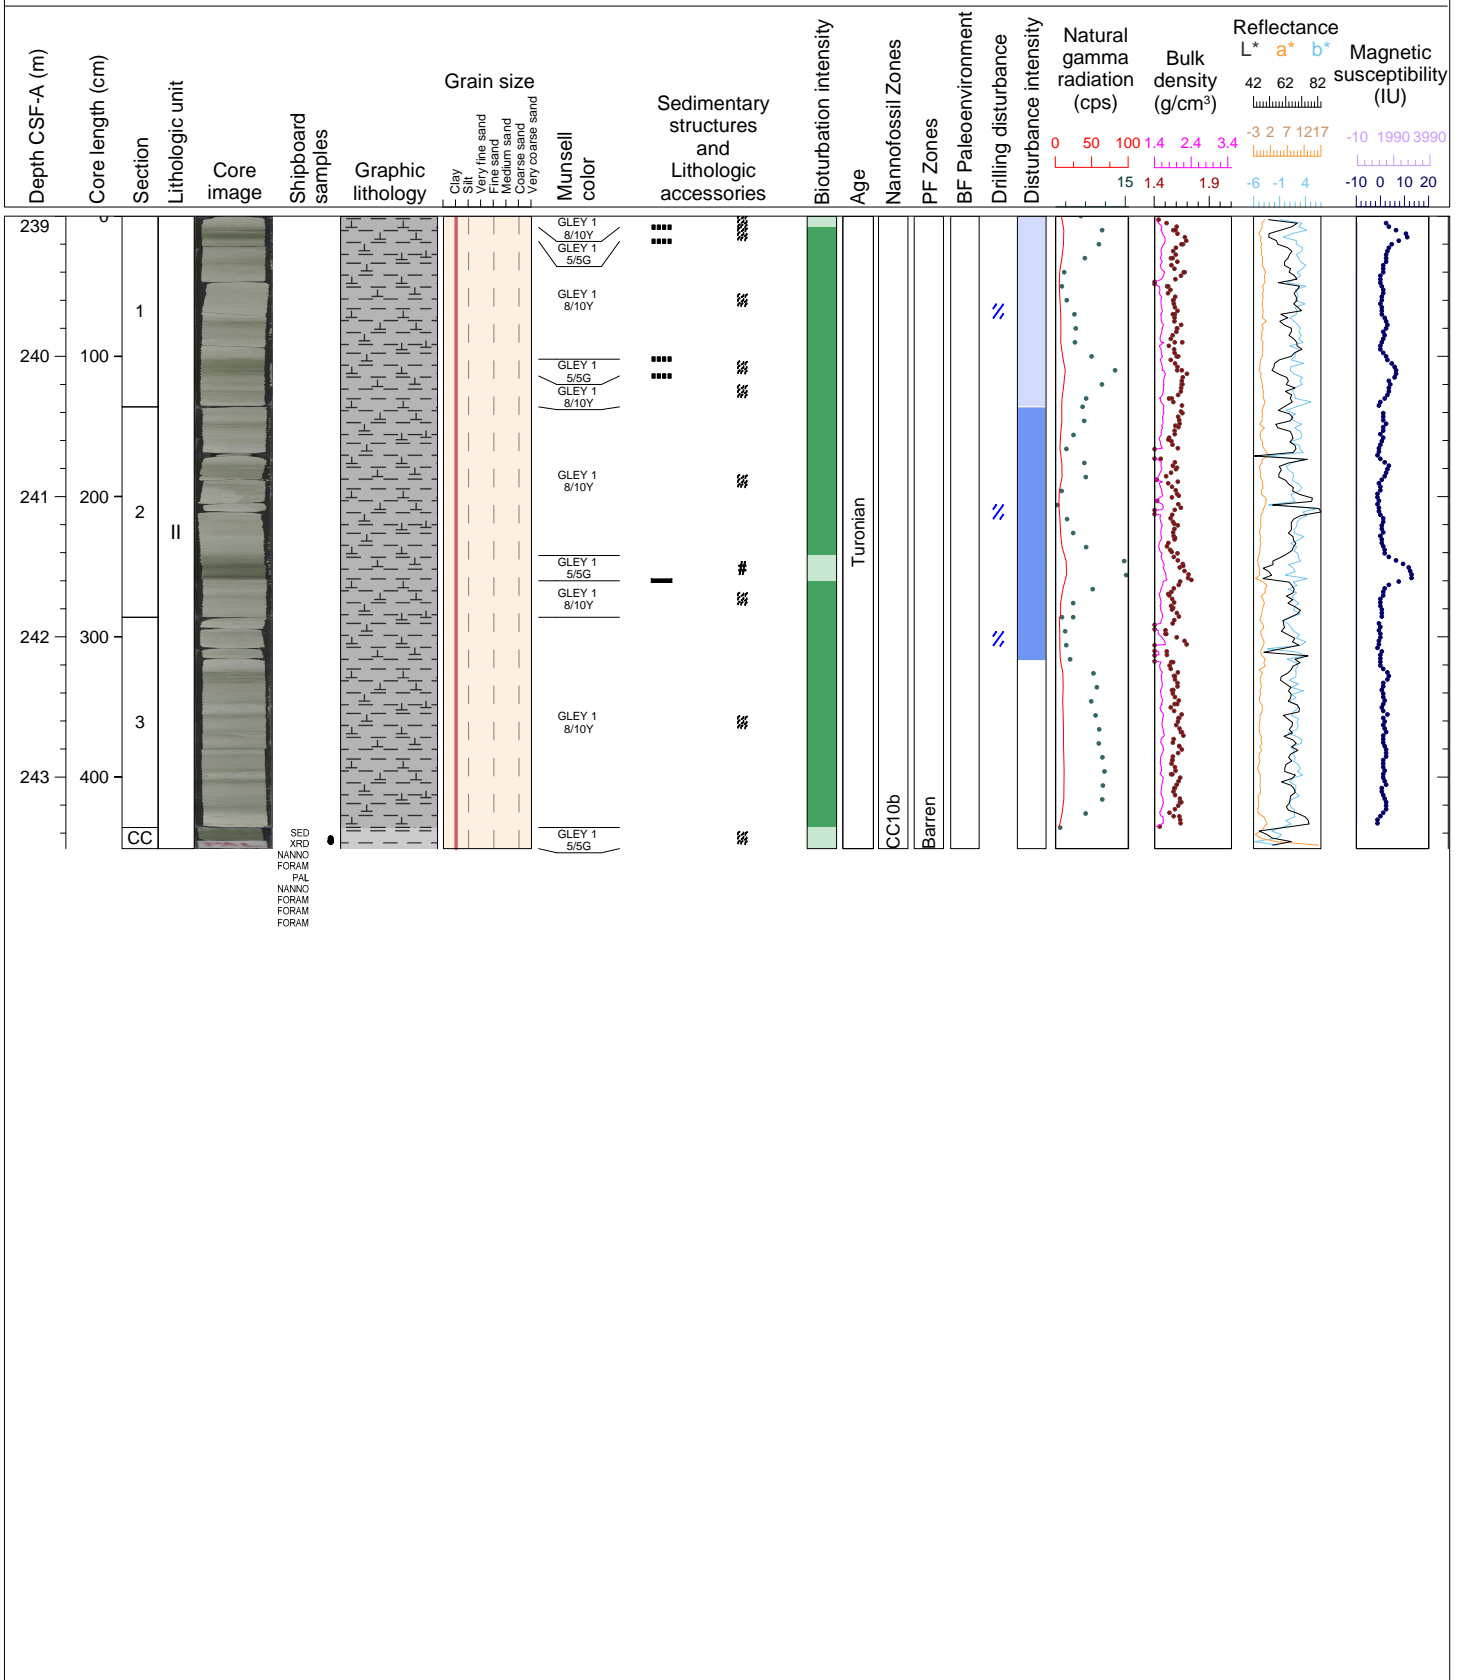 Depth CSF-A (m)
Core length (cm)
Section
Lithologic unit
Core
image
Shipboard
samples
Graphic
lithology
Grain size
Clay
Silt
Very fine sand
Fine sand
Medium sand
Coarse sand
Very coarse sand
Munsell
color
Sedimentary
structures
and
Lithologic
accessories
Bioturbation intensity
Age
Nannofossil Zones
PF Zones
BF Paleoenvironment
Drilling disturbance
Disturbance intensity
Natural
gamma
radiation
(cps)
0 50 100
15
Bulk
density
(g/cm³)
1.4 2.4 3.4
1.4 1.9
Reflectance
L* a* b*
42 62 82
-3 2 7 12 17
-6 -1 4
Magnetic
susceptibility
(IU)
-10 1990 3990
-10 0 10 20
239
240
241
242
243
0
100
200
300
400
1
2
3
CC
II
SED
XRD
NANNO
FORAM
PAL
NANNO
FORAM
FORAM
FORAM
GLEY 1
8/10Y
GLEY 1
5/5G
GLEY 1
8/10Y
GLEY 1
5/5G
GLEY 1
8/10Y
GLEY 1
8/10Y
GLEY 1
5/5G
GLEY 1
8/10Y
GLEY 1
8/10Y
GLEY 1
5/5G
Turonian
CC10b
Barren